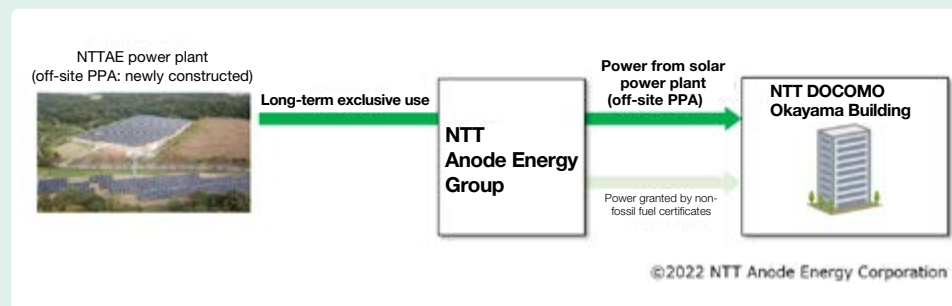 NTTAE power plant
(off-site PPA: newly constructed)
Long-term exclusive use
NTT
Anode Energy
Group
Power from solar
power plant
(off-site PPA)
Power granted by non-
fossil fuel certificates
NTT DOCOMO
Okayama Building
©2022 NTT Anode Energy Corporation